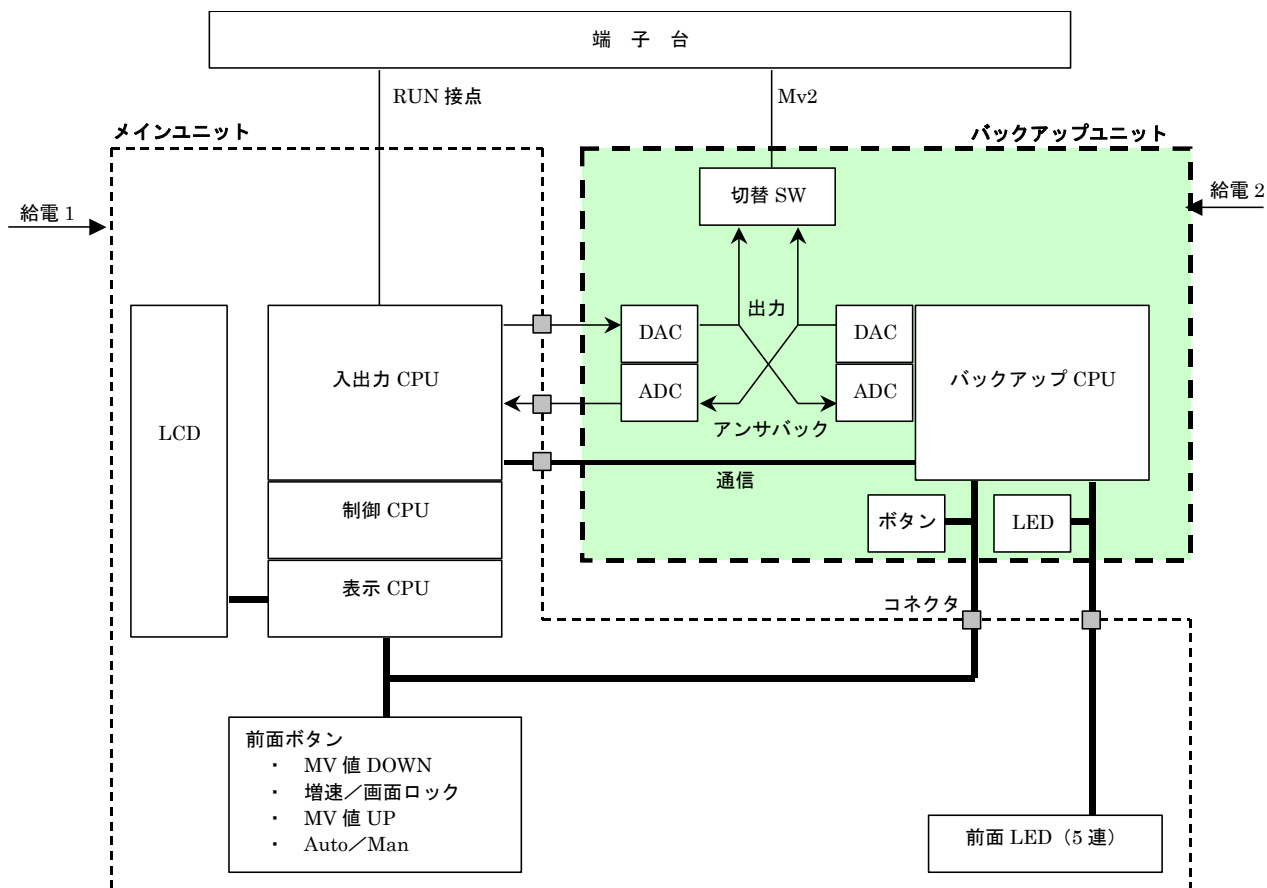 端 子 台
RUN 接点
Mv2
メインユニット
バックアップユニット
給電 1
給電 2
切替 SW
出力
DAC
DAC
入出力 CPU
バックアップ CPU
ADC
ADC
LCD
アンサバック
通信
制御 CPU
ボタン
LED
表示 CPU
コネクタ
前面ボタン
・ MV 値 DOWN
・ 増速／画面ロック
・ MV 値 UP
・ Auto／Man
前面 LED（5 連）